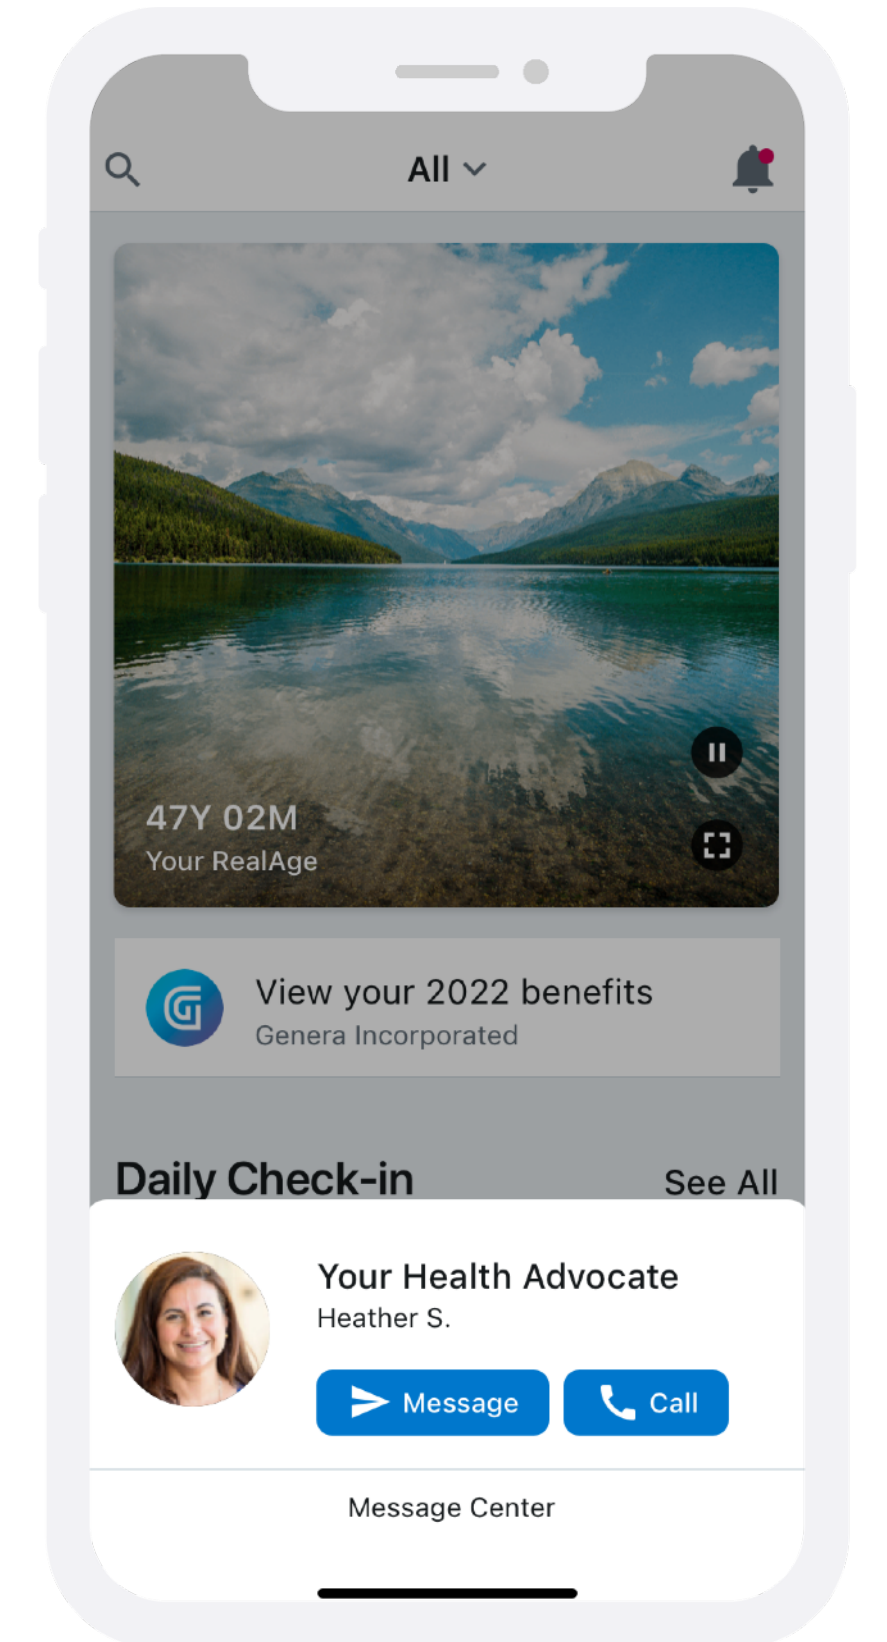 All
47Y 02M
Your RealAge
View your 2022 benefits
Genera Incorporated
Daily Check-in
See All
Your Health Advocate
Heather S.
Message
Call
Message Center